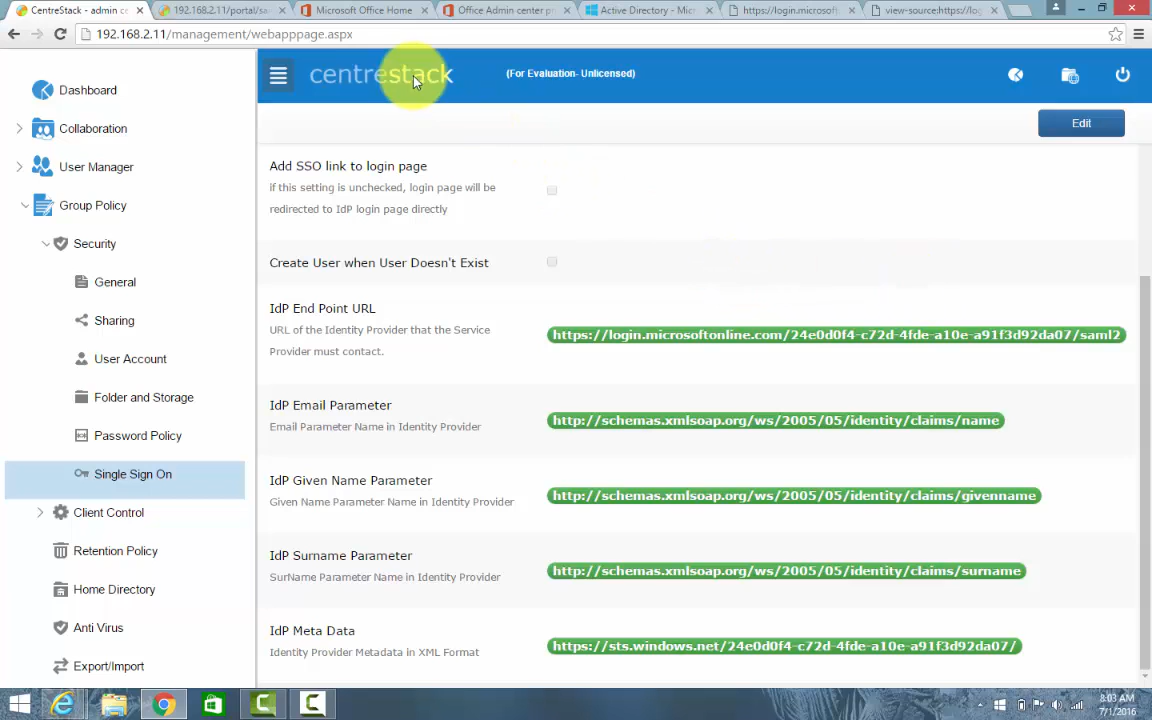 CentreStack - admin ce
192.168.2.11/portal/sa
Microsoft Office Home
Office Admin center p
Active Directory - Micr
https://login.microsoft
view-source:https://log
192.168.2.11/management/webapppage.aspx
Dashboard
Collaboration
User Manager
Group Policy
Security
General
Sharing
User Account
Folder and Storage
Password Policy
Single Sign On
Client Control
Retention Policy
Home Directory
Anti Virus
Export/Import
centrestack
(For Evaluation- Unlicensed)
Edit
Add SSO link to login page
if this setting is unchecked, login page will be
redirected to IdP login page directly
Create User when User Doesn't Exist
IdP End Point URL
URL of the Identity Provider that the Service
Provider must contact.
https://login.microsoftonline.com/24e0d0f4-c72d-4fde-a10e-a91f3d92da07/saml2
IdP Email Parameter
Email Parameter Name in Identity Provider
http://schemas.xmlsoap.org/ws/2005/05/identity/claims/name
IdP Given Name Parameter
Given Name Parameter Name in Identity Provider
http://schemas.xmlsoap.org/ws/2005/05/identity/claims/givenname
IdP Surname Parameter
SurName Parameter Name in Identity Provider
http://schemas.xmlsoap.org/ws/2005/05/identity/claims/surname
IdP Meta Data
Identity Provider Metadata in XML Format
https://sts.windows.net/24e0d0f4-c72d-4fde-a10e-a91f3d92da07/
8:03 AM
7/1/2016